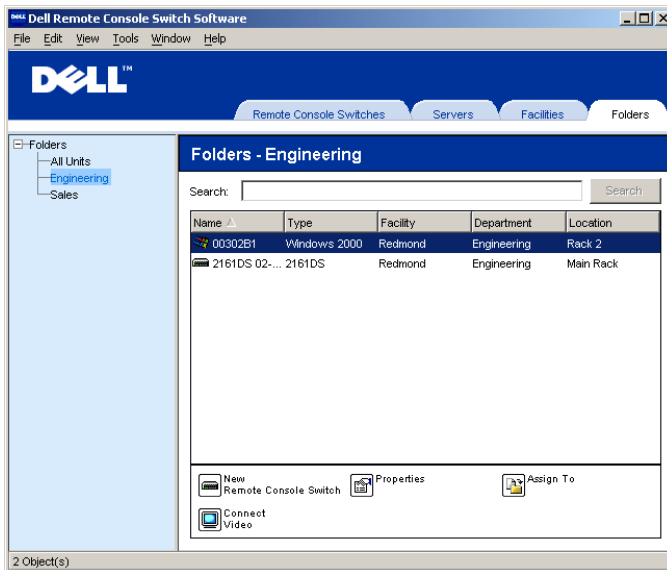 DELL Dell Remote Console Switch Software
File Edit View Tools Window Help
DELL™
Remote Console Switches Servers Facilities Folders
Folders
All Units
Engineering
Sales
Folders - Engineering
Search: Search
Name Type Facility Department Location
00302B1 Windows 2000 Redmond Engineering Rack 2
2161DS 02-... 2161DS Redmond Engineering Main Rack
New
Remote Console Switch
Properties
Assign To
Connect
Video
2 Object(s)